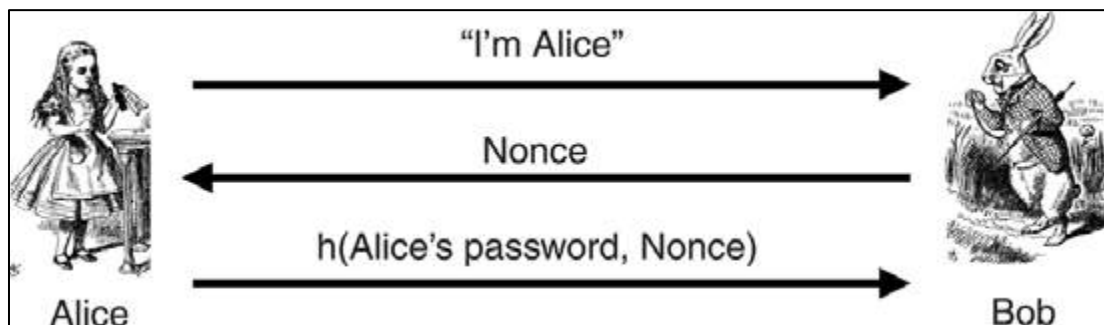 “I’m Alice”
Nonce
h(Alice’s password, Nonce)
Alice
Bob